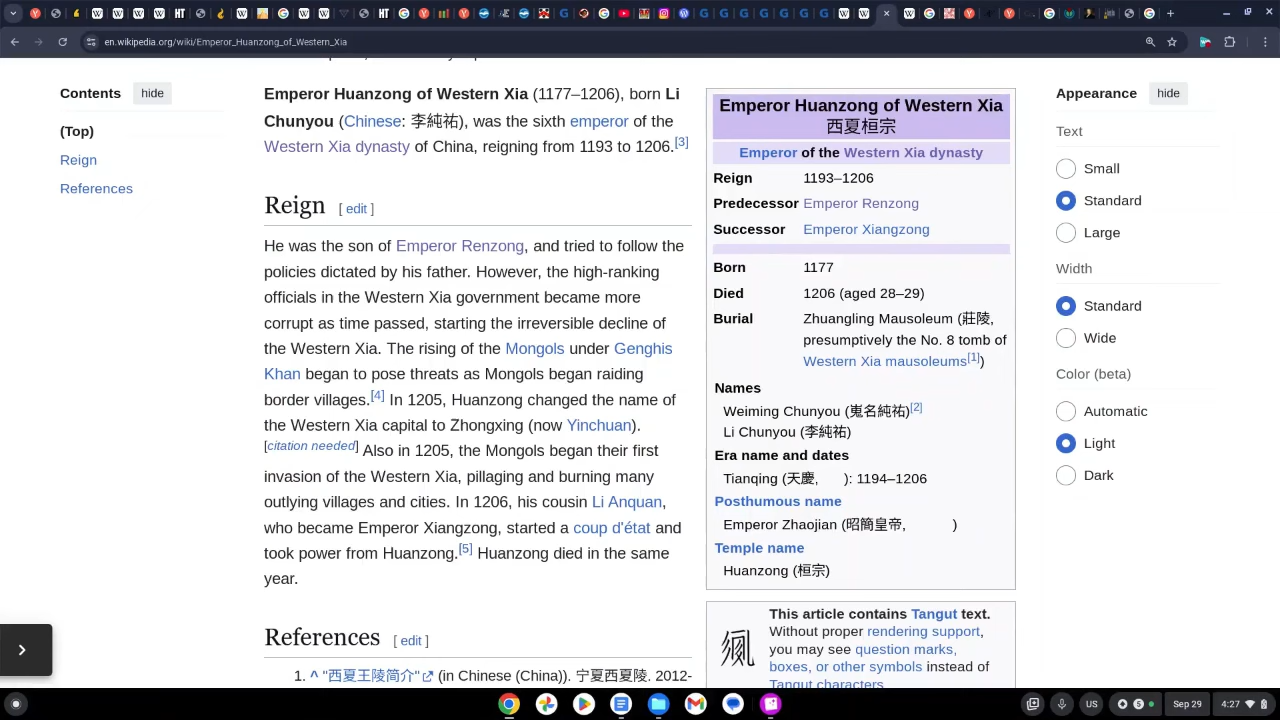 en.wikipedia.org/wiki/Emperor_Huanzong_of_Western_Xia
Contents hide
(Top)
Reign
References
Emperor Huanzong of Western Xia (1177–1206), born Li
Chunyou (Chinese: 李純祐), was the sixth emperor of the
Western Xia dynasty of China, reigning from 1193 to 1206.[3]
Reign [ edit ]
He was the son of Emperor Renzong, and tried to follow the
policies dictated by his father. However, the high-ranking
officials in the Western Xia government became more
corrupt as time passed, starting the irreversible decline of
the Western Xia. The rising of the Mongols under Genghis
Khan began to pose threats as Mongols began raiding
border villages.[4] In 1205, Huanzong changed the name of
the Western Xia capital to Zhongxing (now Yinchuan).
[citation needed] Also in 1205, the Mongols began their first
invasion of the Western Xia, pillaging and burning many
outlying villages and cities. In 1206, his cousin Li Anquan,
who became Emperor Xiangzong, started a coup d'état and
took power from Huanzong.[5] Huanzong died in the same
year.
References [ edit ]
1. ^ "西夏王陵简介" (in Chinese (China)). 宁夏西夏陵. 2012-
Emperor Huanzong of Western Xia
西夏桓宗
Emperor of the Western Xia dynasty
Reign 1193–1206
Predecessor Emperor Renzong
Successor Emperor Xiangzong
Born 1177
Died 1206 (aged 28–29)
Burial Zhuangling Mausoleum (莊陵,
presumptively the No. 8 tomb of
Western Xia mausoleums[1])
Names
Weiming Chunyou (嵬名純祐)[2]
Li Chunyou (李純祐)
Era name and dates
Tianqing (天慶, ): 1194–1206
Posthumous name
Emperor Zhaojian (昭簡皇帝, )
Temple name
Huanzong (桓宗)
This article contains Tangut text.
Without proper rendering support,
you may see question marks,
boxes, or other symbols instead of
Tangut characters.
Appearance hide
Text
Small
Standard
Large
Width
Standard
Wide
Color (beta)
Automatic
Light
Dark
US
Sep 29
4:27